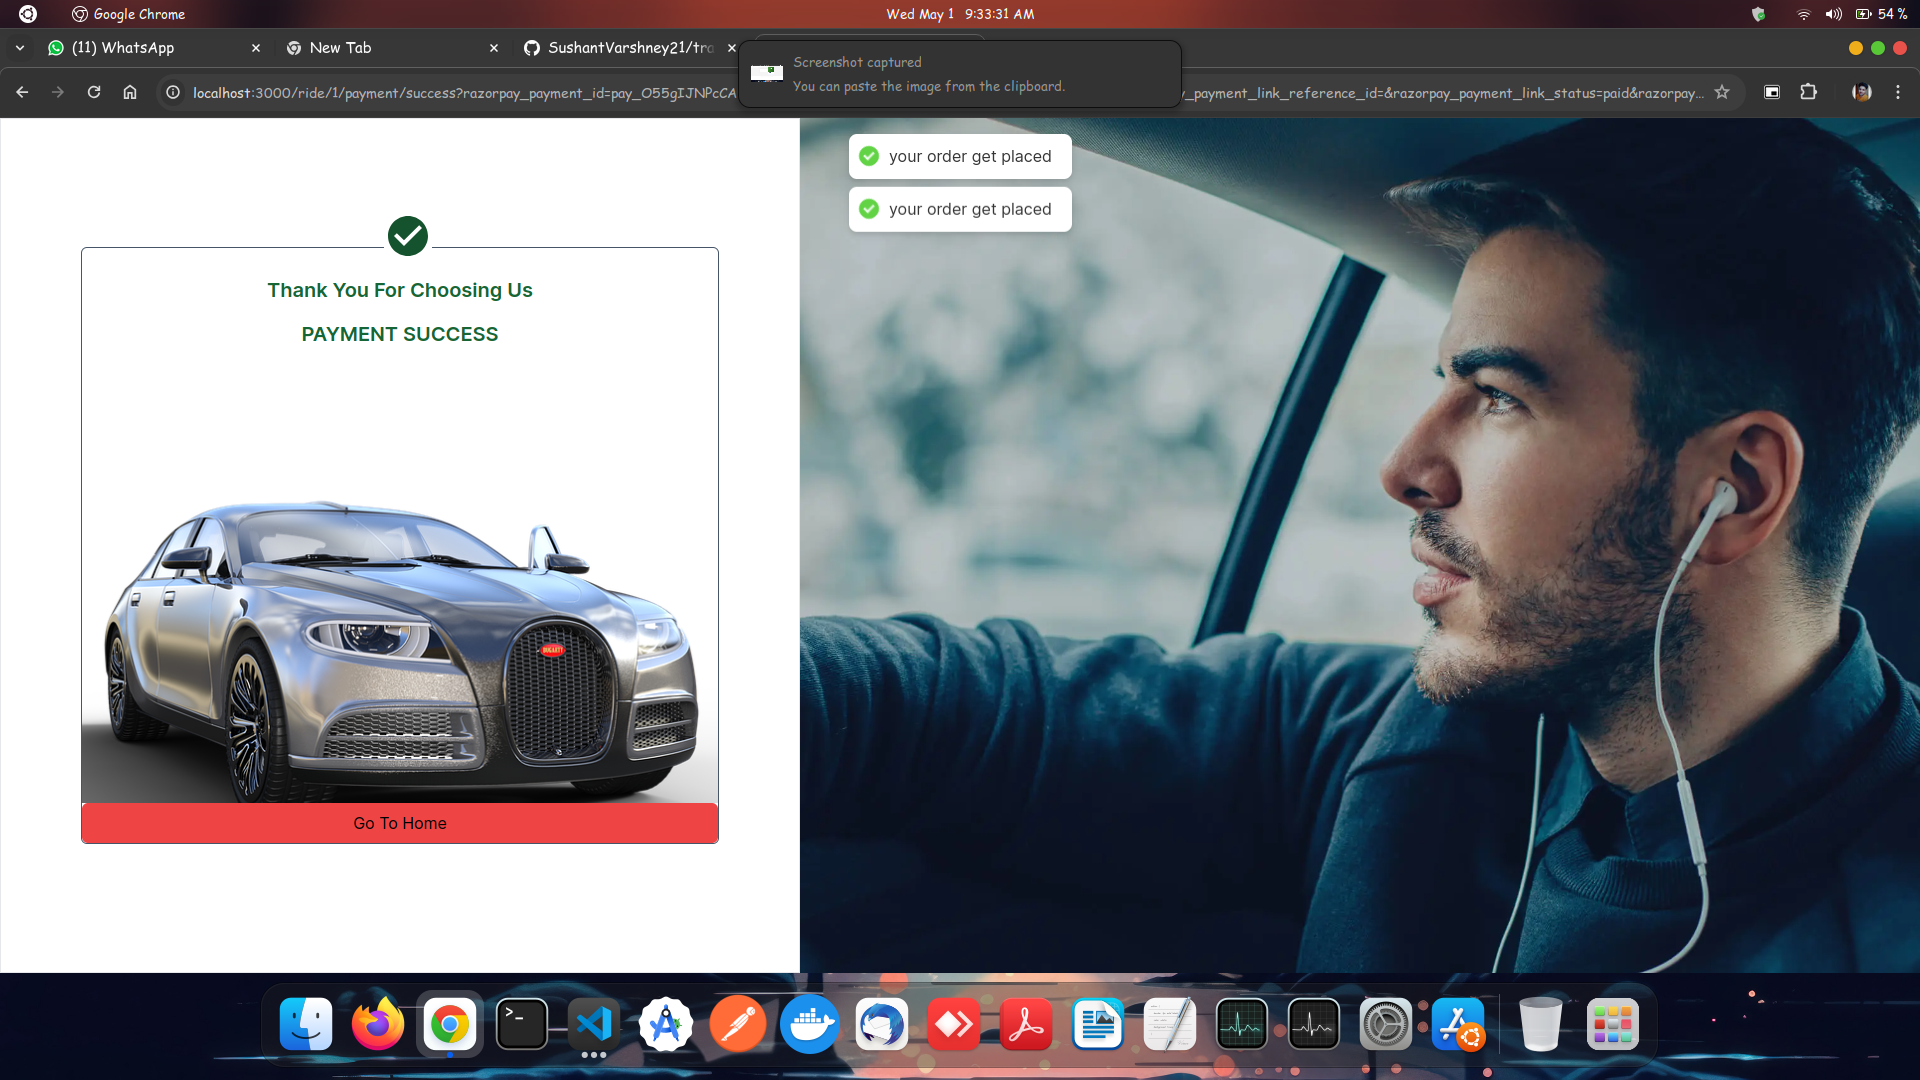 Google Chrome
Wed May 1 9:33:31 AM
54 %
(11) WhatsApp
New Tab
SushantVarshney21/tra
Screenshot captured
You can paste the image from the clipboard.
localhost:3000/ride/1/payment/success?razorpay_payment_id=pay_O55gIJNPcCA
y_payment_link_reference_id=&razorpay_payment_link_status=paid&razorpay...
your order get placed
your order get placed
Thank You For Choosing Us
PAYMENT SUCCESS
BUGATTI
Go To Home